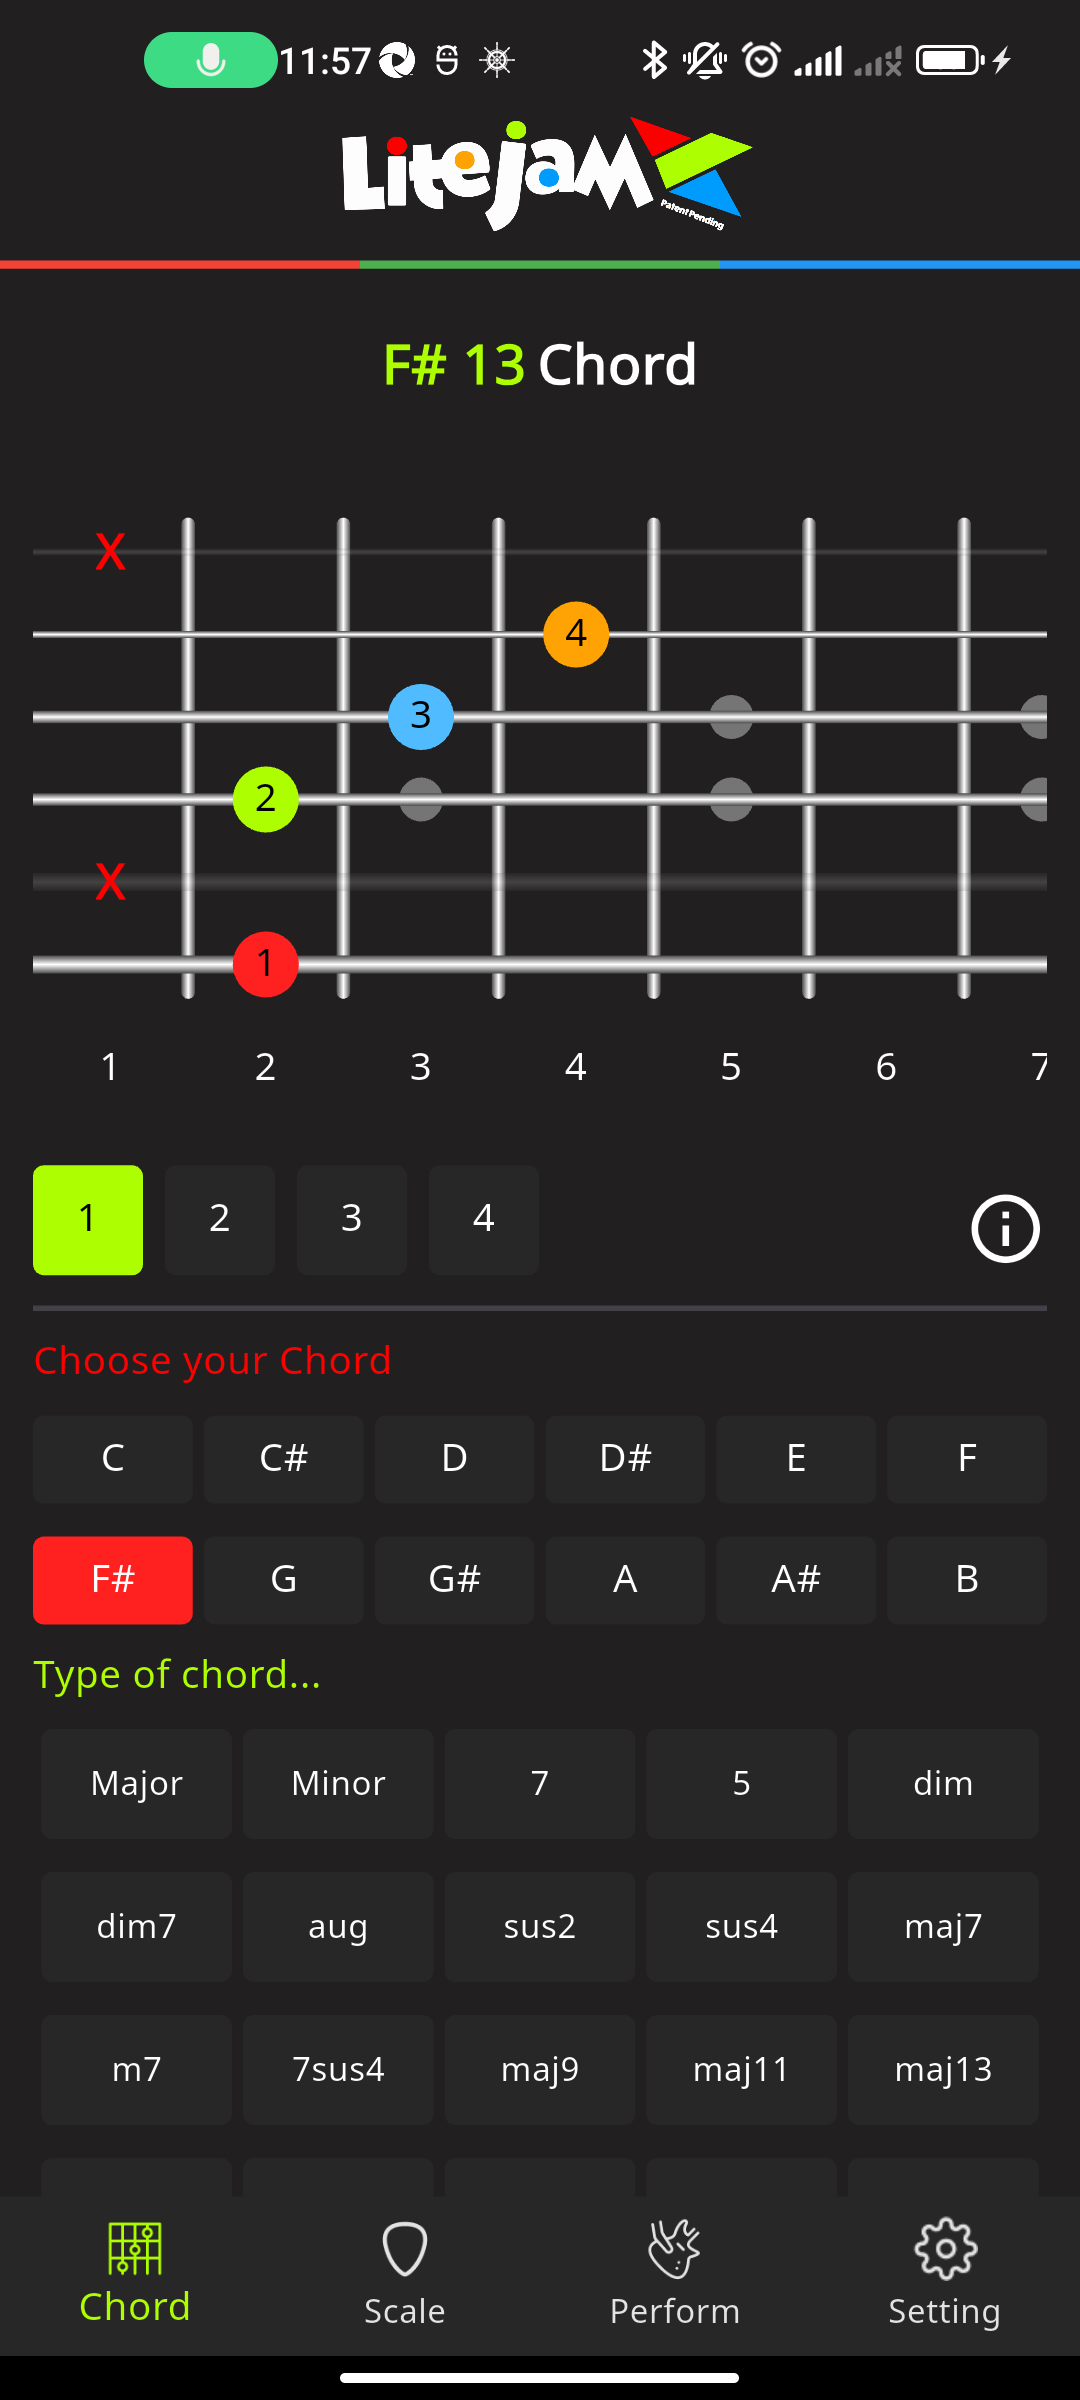 11:57
Litejam
Patent Pending
F# 13 Chord
X
4
3
2
X
1
1 2 3 4 5 6 7
1 2 3 4
Choose your Chord
C C# D D# E F
F# G G# A A# B
Type of chord...
Major Minor 7 5 dim
dim7 aug sus2 sus4 maj7
m7 7sus4 maj9 maj11 maj13
Chord Scale Perform Setting